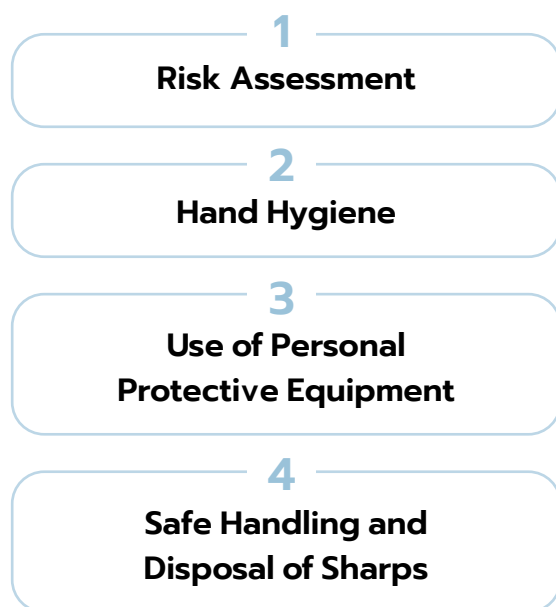 1
Risk Assessment
2
Hand Hygiene
3
Use of Personal
Protective Equipment
4
Safe Handling and
Disposal of Sharps